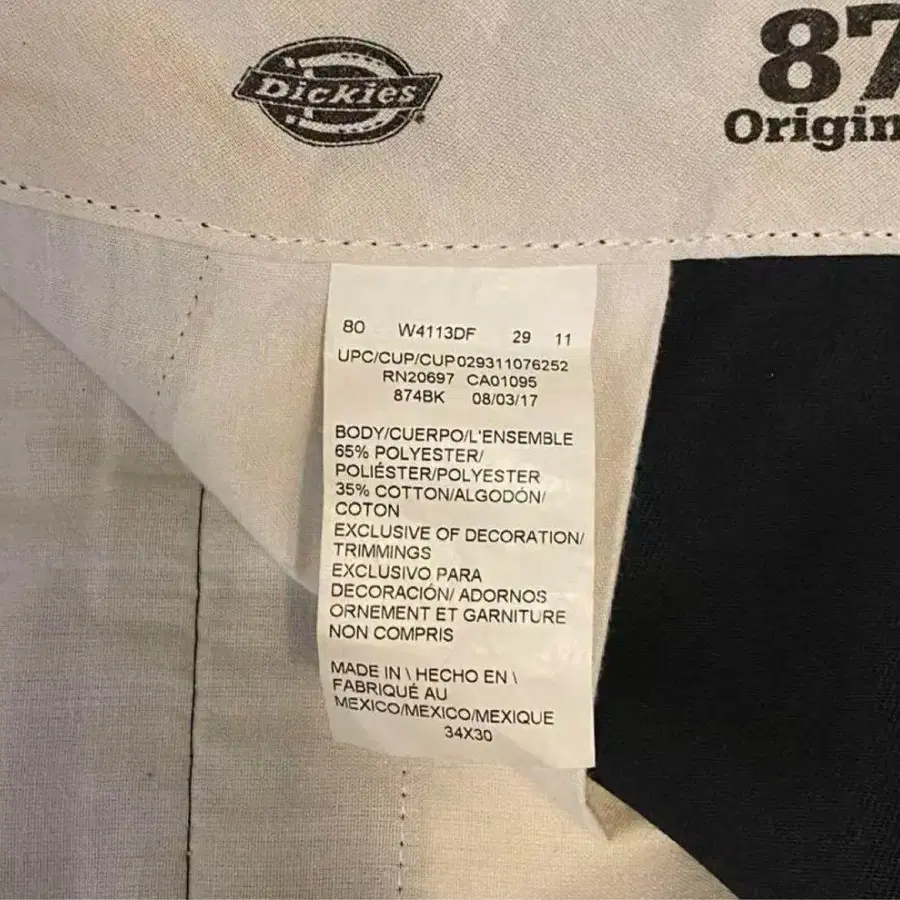 Dickies
87
Origin
80 W4113DF 29 11
UPC/CUP/CUP029311076252
RN20697 CA01095
874BK 08/03/17
BODY/CUERPO/L'ENSEMBLE
65% POLYESTER/
POLIÉSTER/POLYESTER
35% COTTON/ALGODÓN/
COTON
EXCLUSIVE OF DECORATION/
TRIMMINGS
EXCLUSIVO PARA
DECORACIÓN/ ADORNOS
ORNEMENT ET GARNITURE
NON COMPRIS
MADE IN \ HECHO EN \
FABRIQUÉ AU
MEXICO/MEXICO/MEXIQUE
34X30